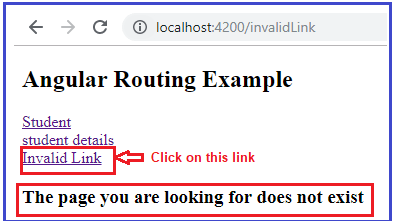 localhost:4200/invalidLink
Angular Routing Example
Student
student details
Invalid Link Click on this link
The page you are looking for does not exist